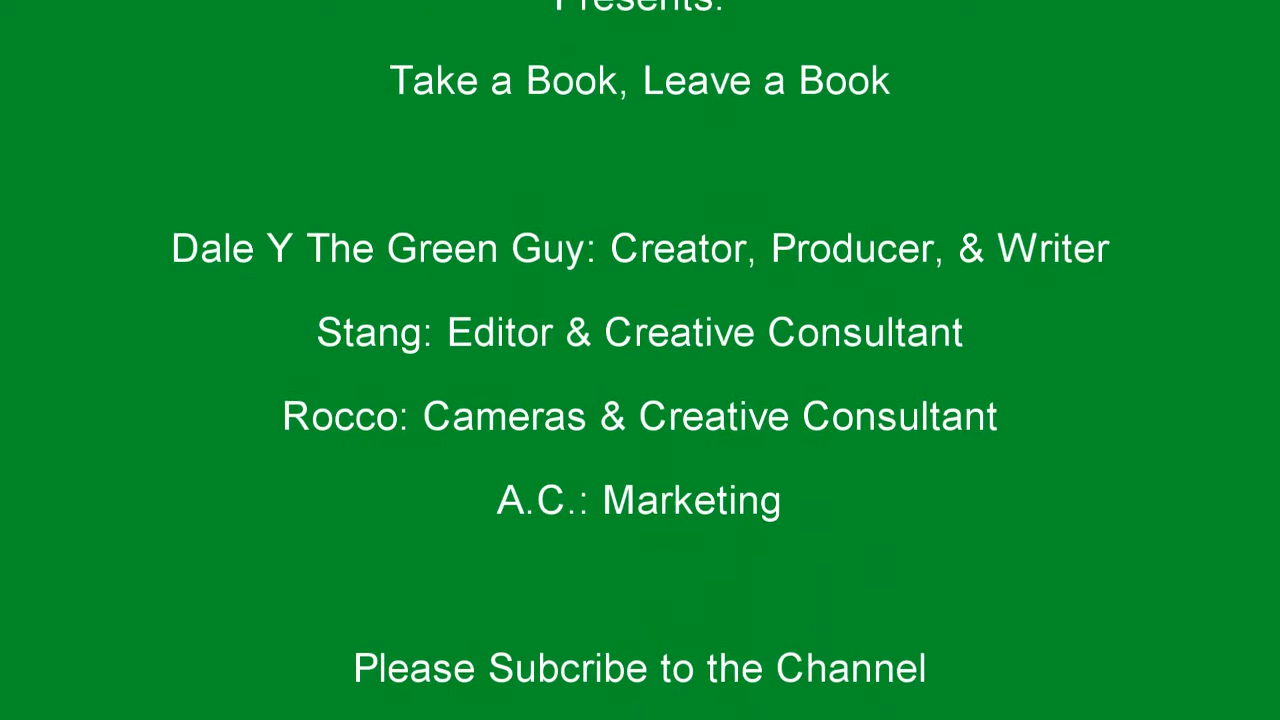 Presents:
Take a Book, Leave a Book
Dale Y The Green Guy: Creator, Producer, & Writer
Stang: Editor & Creative Consultant
Rocco: Cameras & Creative Consultant
A.C.: Marketing
Please Subcribe to the Channel